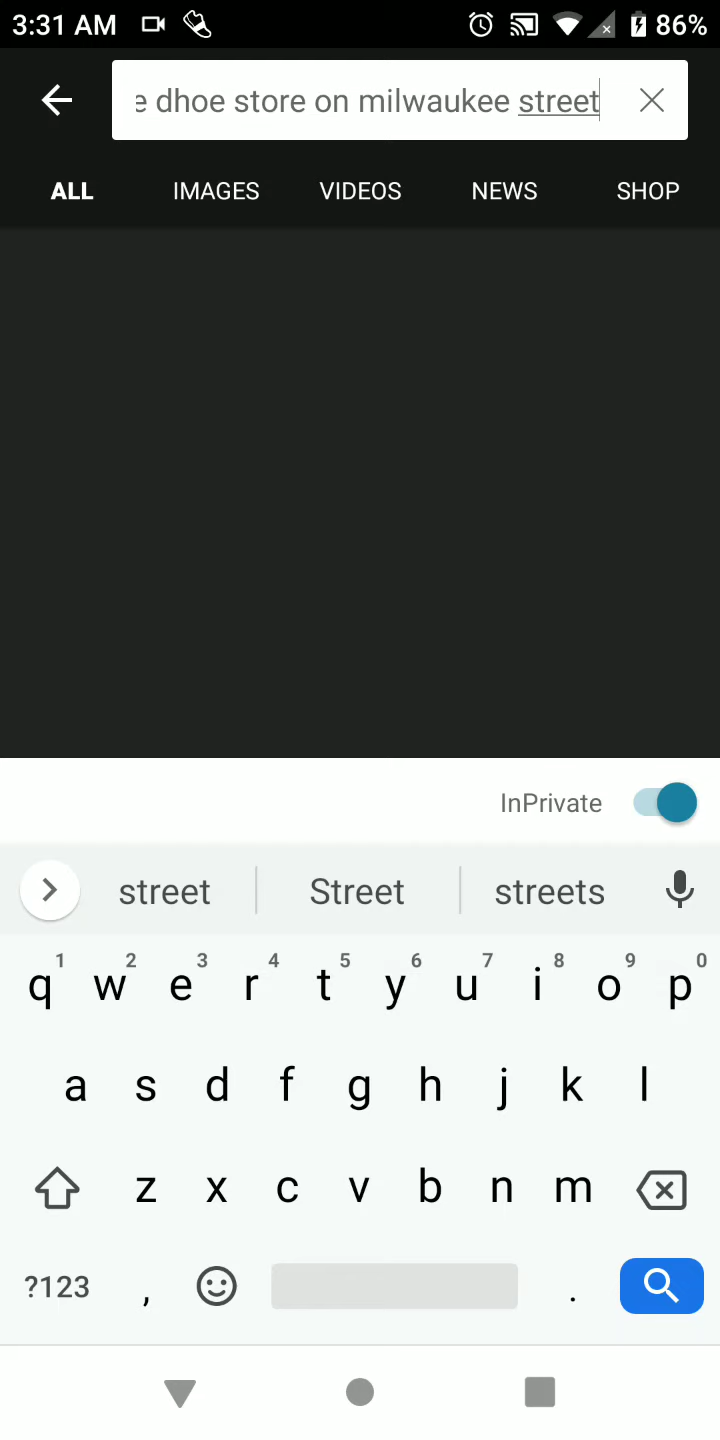 3:31 AM 86%
e dhoe store on milwaukee street
ALL IMAGES VIDEOS NEWS SHOP
InPrivate
street Street streets
1 2 3 4 5 6 7 8 9 0
q w e r t y u i o p
a s d f g h j k l
z x c v b n m
?123 , .